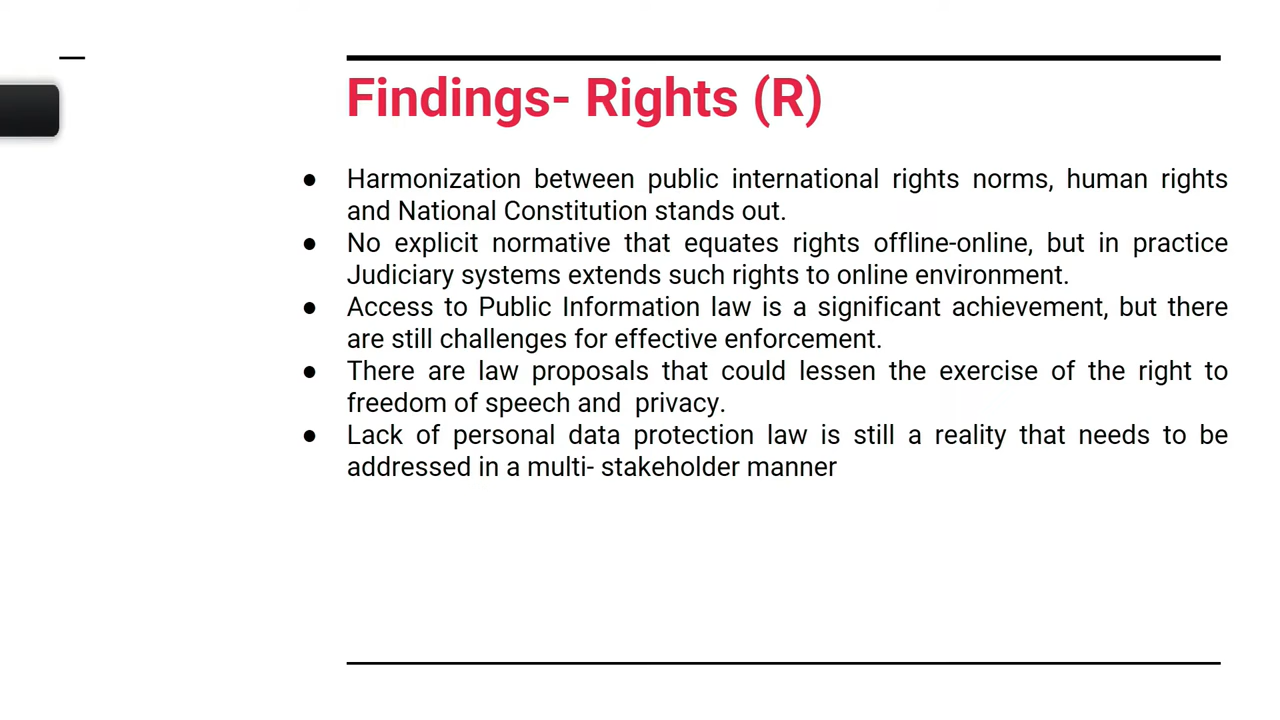 Findings- Rights (R)
● Harmonization between public international rights norms, human rights
and National Constitution stands out.
● No explicit normative that equates rights offline-online, but in practice
Judiciary systems extends such rights to online environment.
● Access to Public Information law is a significant achievement, but there
are still challenges for effective enforcement.
● There are law proposals that could lessen the exercise of the right to
freedom of speech and  privacy.
● Lack of personal data protection law is still a reality that needs to be
addressed in a multi- stakeholder manner